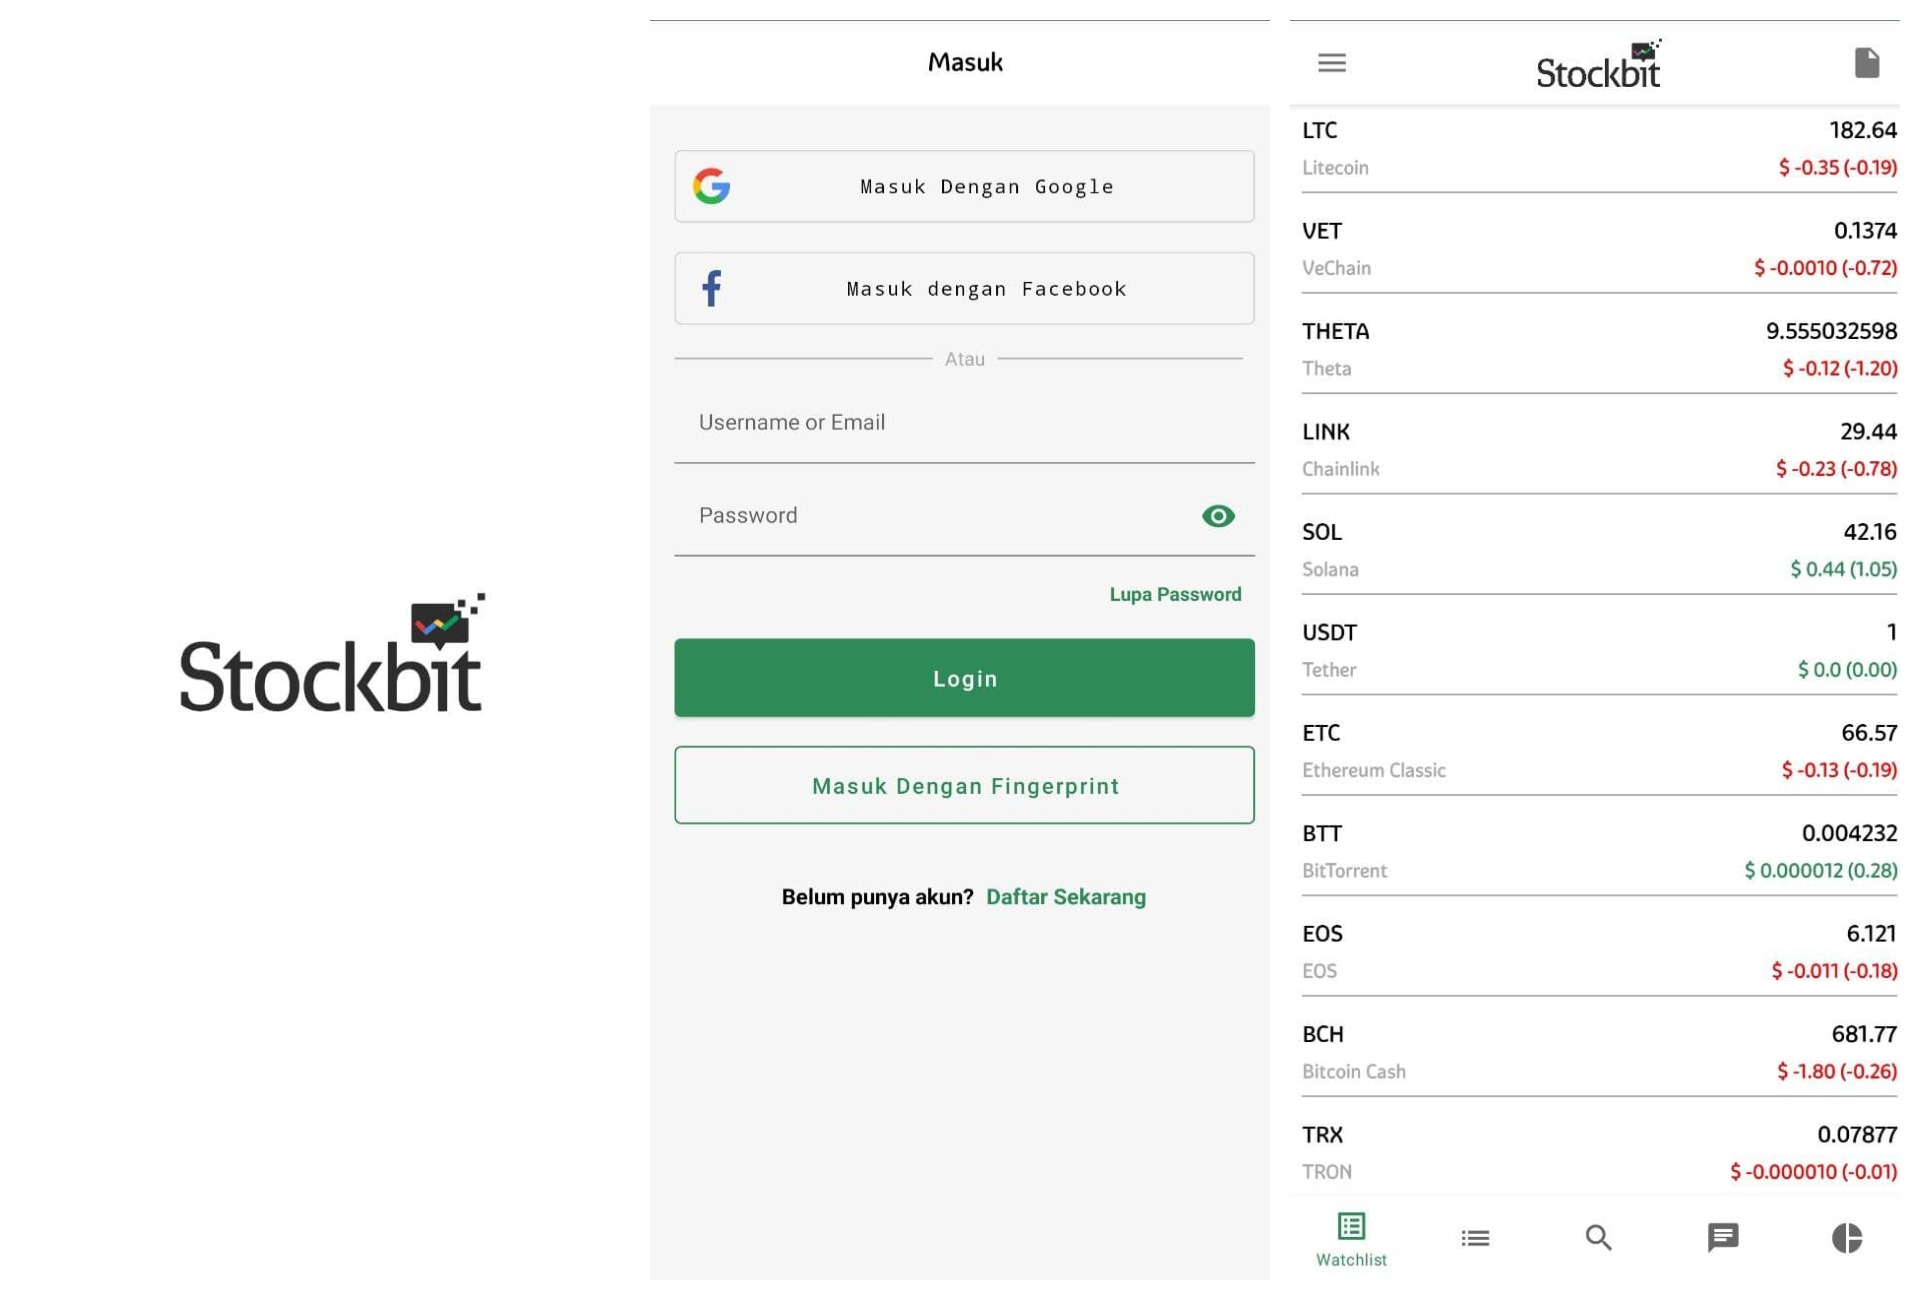 Stockbit
Masuk
Masuk Dengan Google
Masuk dengan Facebook
Atau
Username or Email
Password
Lupa Password
Login
Masuk Dengan Fingerprint
Belum punya akun? Daftar Sekarang
Stockbit
LTC 182.64
Litecoin $ -0.35 (-0.19)
VET 0.1374
VeChain $ -0.0010 (-0.72)
THETA 9.555032598
Theta $ -0.12 (-1.20)
LINK 29.44
Chainlink $ -0.23 (-0.78)
SOL 42.16
Solana $ 0.44 (1.05)
USDT 1
Tether $ 0.0 (0.00)
ETC 66.57
Ethereum Classic $ -0.13 (-0.19)
BTT 0.004232
BitTorrent $ 0.000012 (0.28)
EOS 6.121
EOS $ -0.011 (-0.18)
BCH 681.77
Bitcoin Cash $ -1.80 (-0.26)
TRX 0.07877
TRON $ -0.000010 (-0.01)
Watchlist